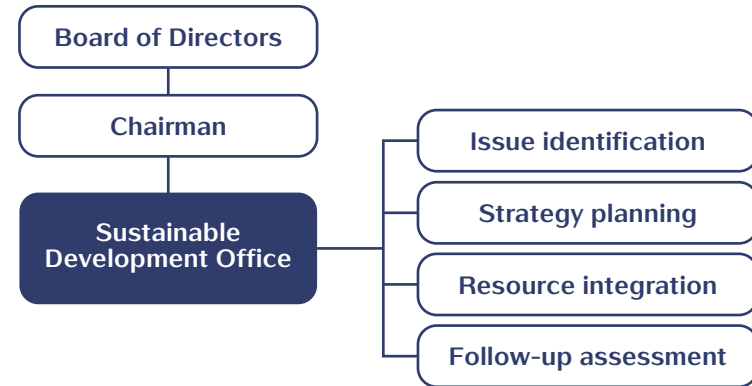 Board of Directors
Chairman
Sustainable
Development Office
Issue identification
Strategy planning
Resource integration
Follow-up assessment